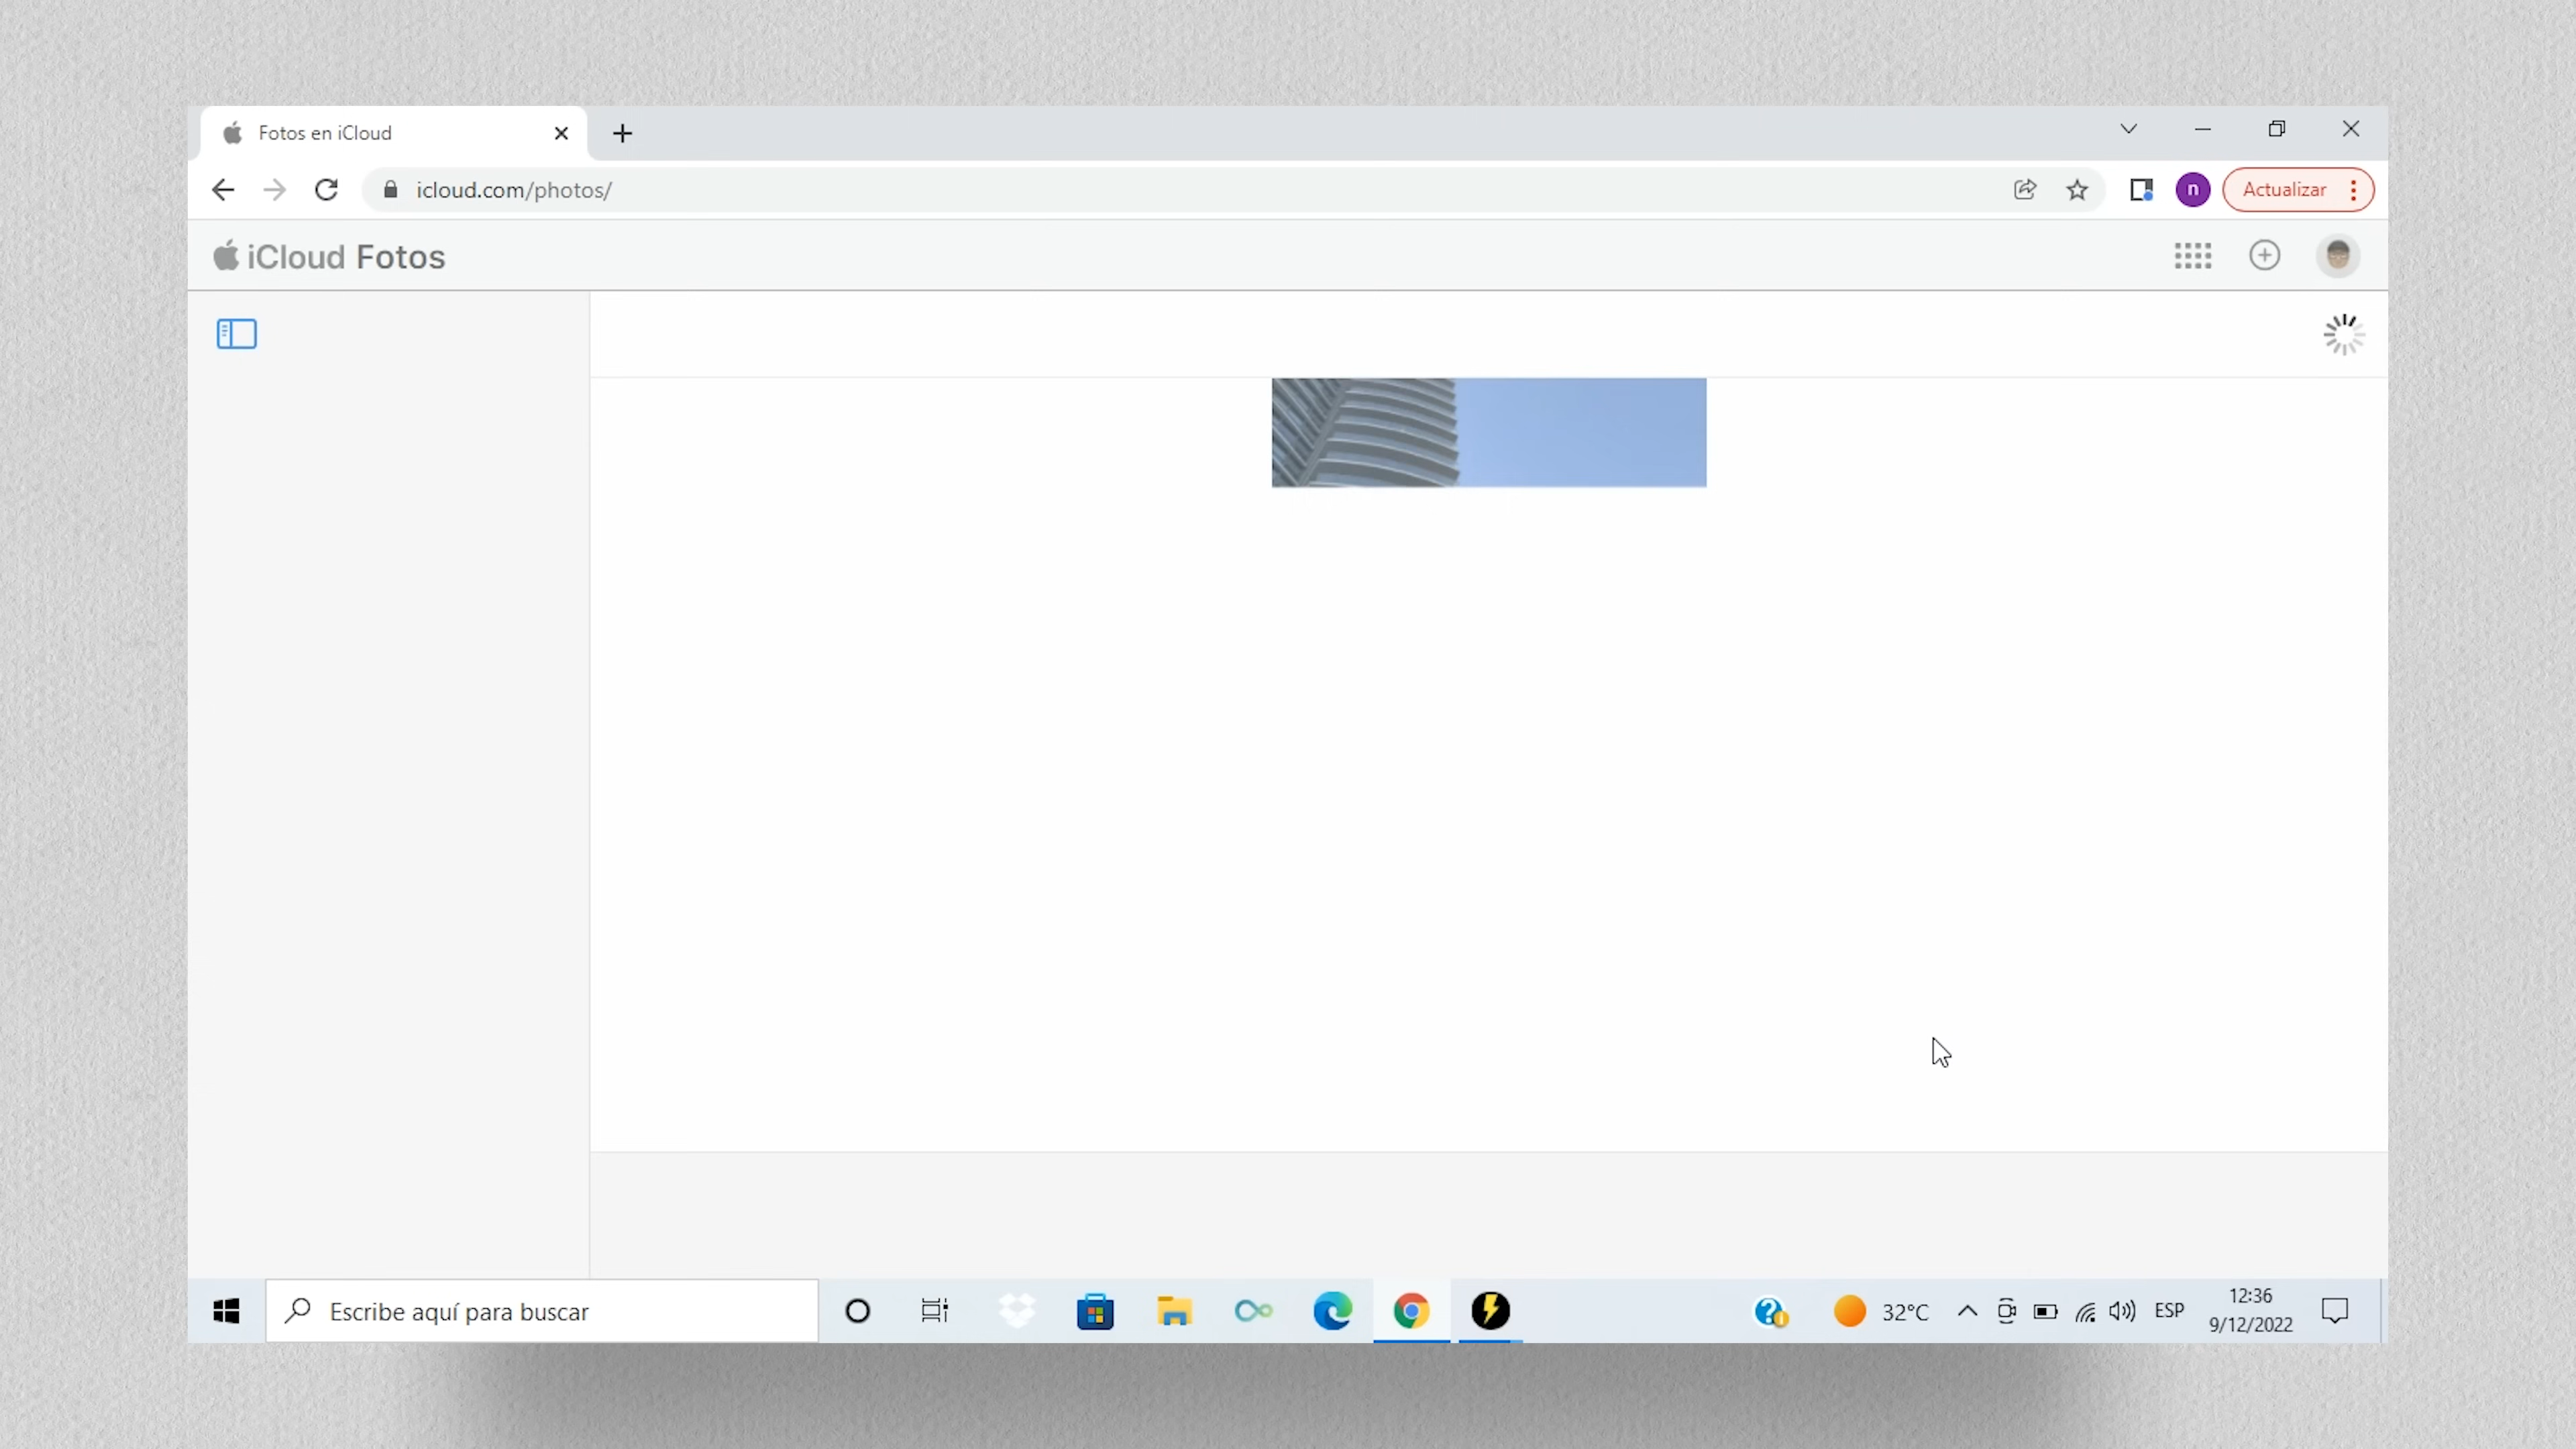 Fotos en iCloud
icloud.com/photos/
n
Actualizar
iCloud Fotos
Escribe aquí para buscar
32°C
ESP
12:36
9/12/2022